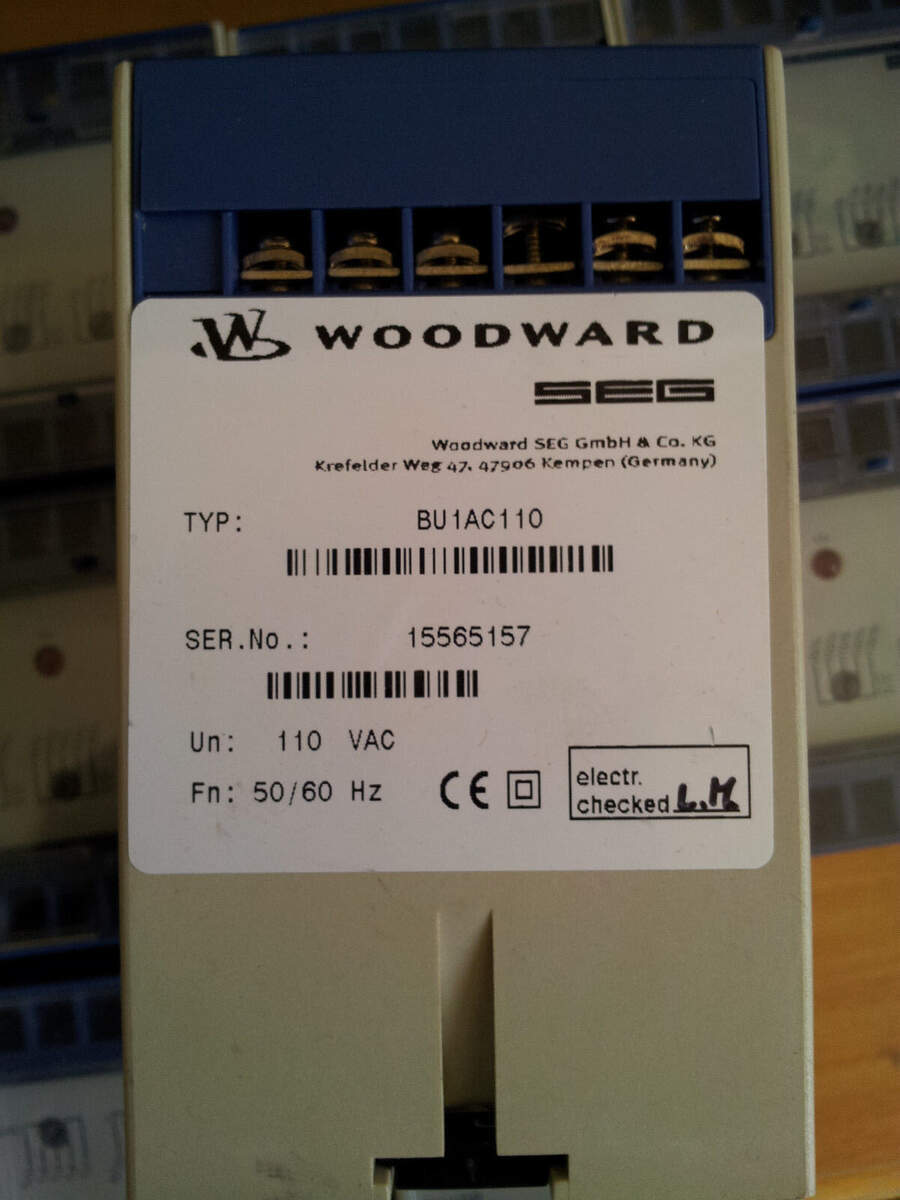 W WOODWARD
SEG
Woodward SEG GmbH & Co. KG
Krefelder Weg 47, 47906 Kempen (Germany)
TYP: BU1AC110
SER.No.: 15565157
Un: 110 VAC
Fn: 50/60 Hz
CE
electr.
checked L.M.